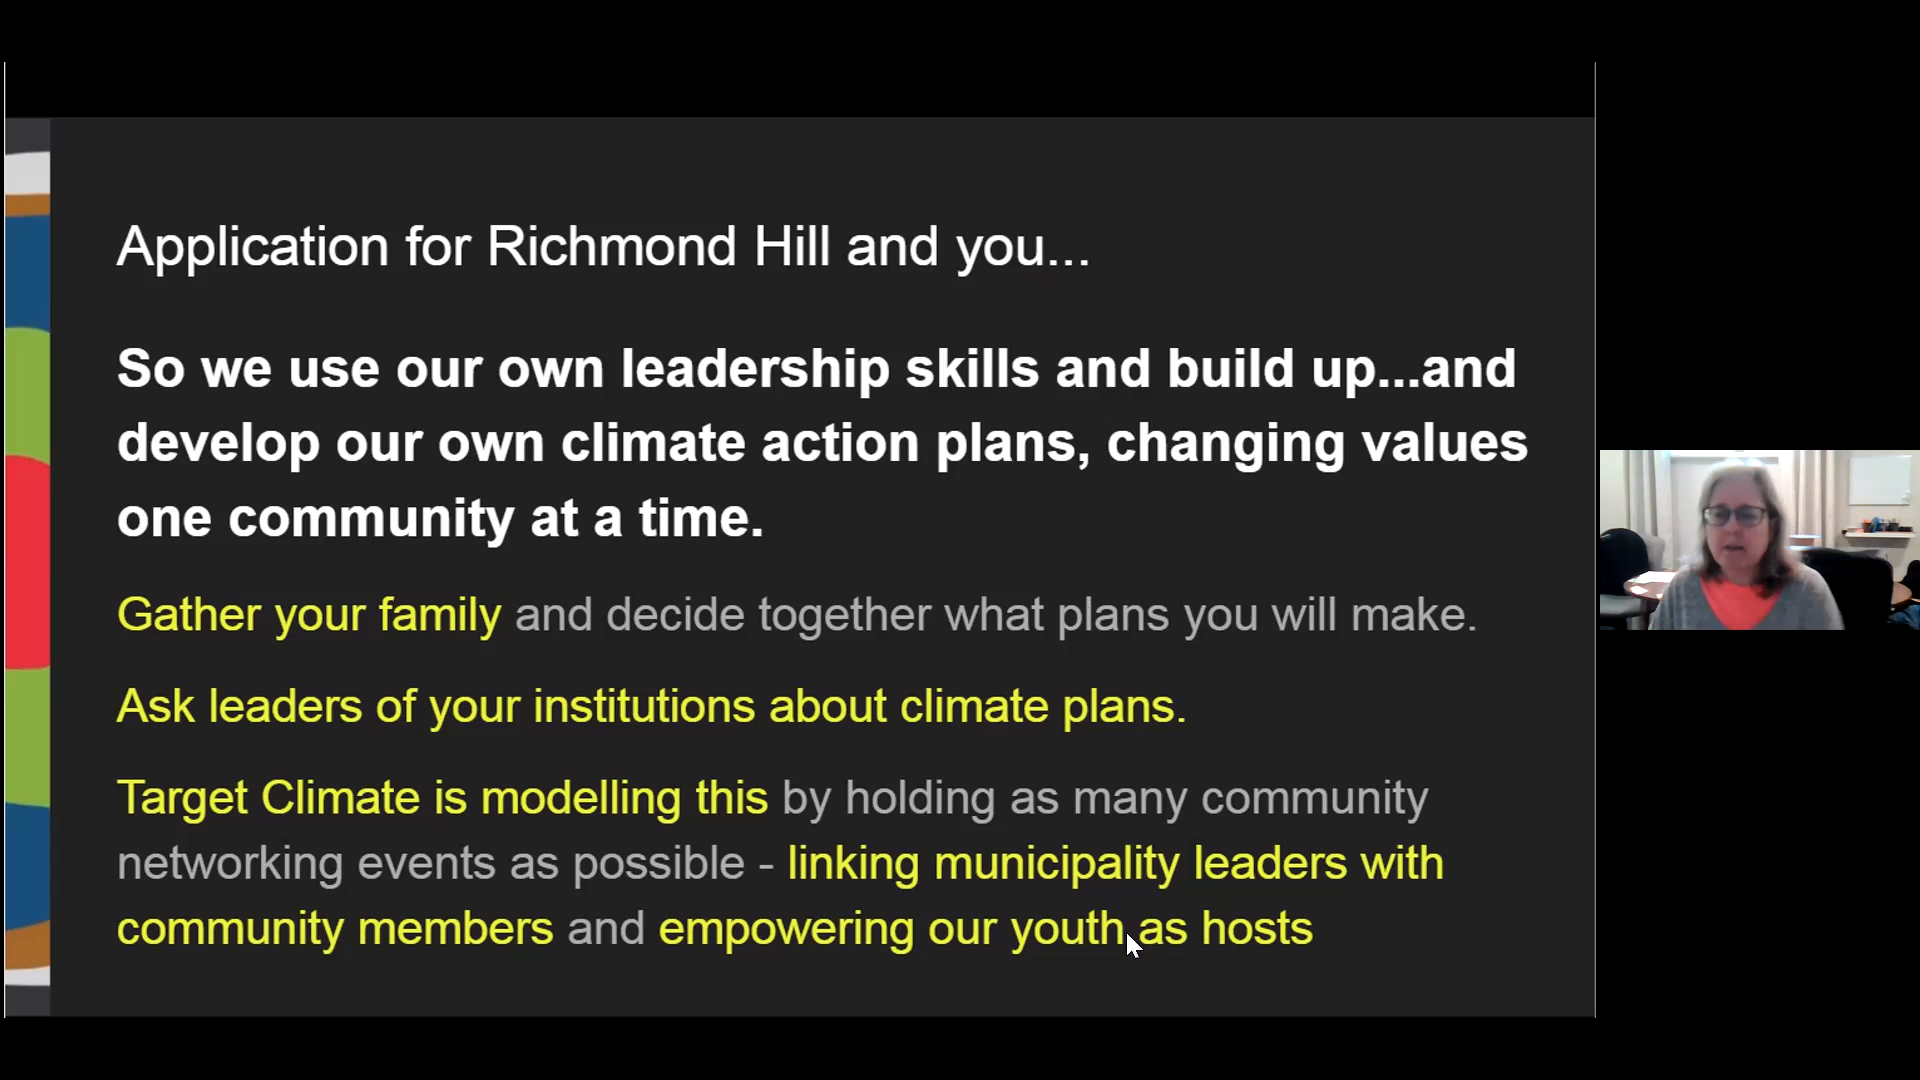 Application for Richmond Hill and you...
So we use our own leadership skills and build up...and
develop our own climate action plans, changing values
one community at a time.
Gather your family and decide together what plans you will make.
Ask leaders of your institutions about climate plans.
Target Climate is modelling this by holding as many community
networking events as possible - linking municipality leaders with
community members and empowering our youth as hosts